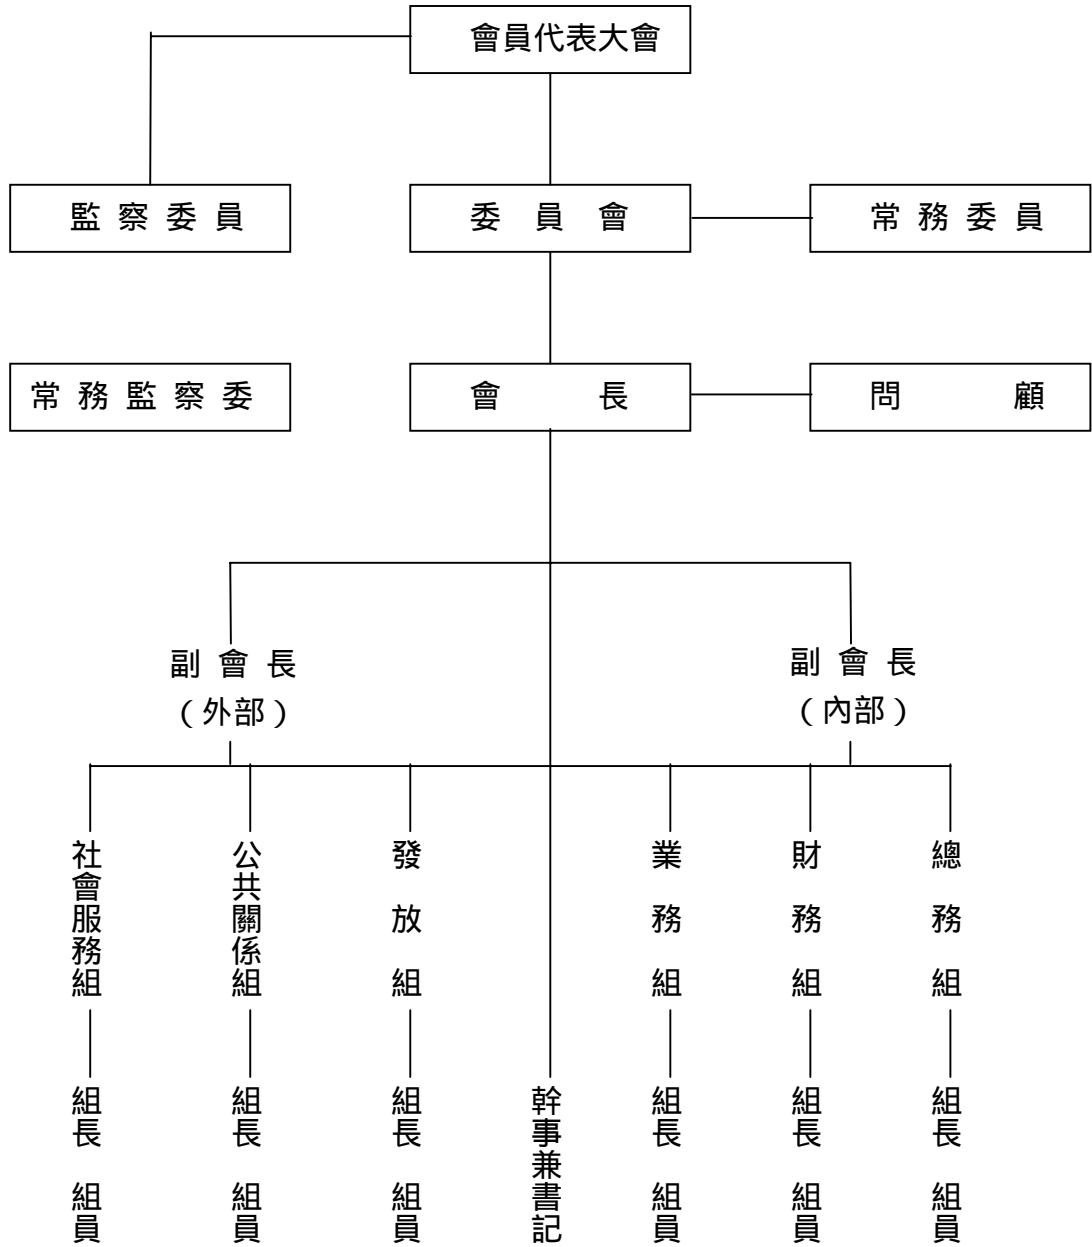 會員代表大會
監察委員
委員會
常務委員
常務監察委
會長
問顧
副會長
（外部）
副會長
（內部）
社會服務組
公共關係組
發放組
業務組
財務組
總務組
組長 組員
組長 組員
組長 組員
幹事兼書記
組長 組員
組長 組員
組長 組員